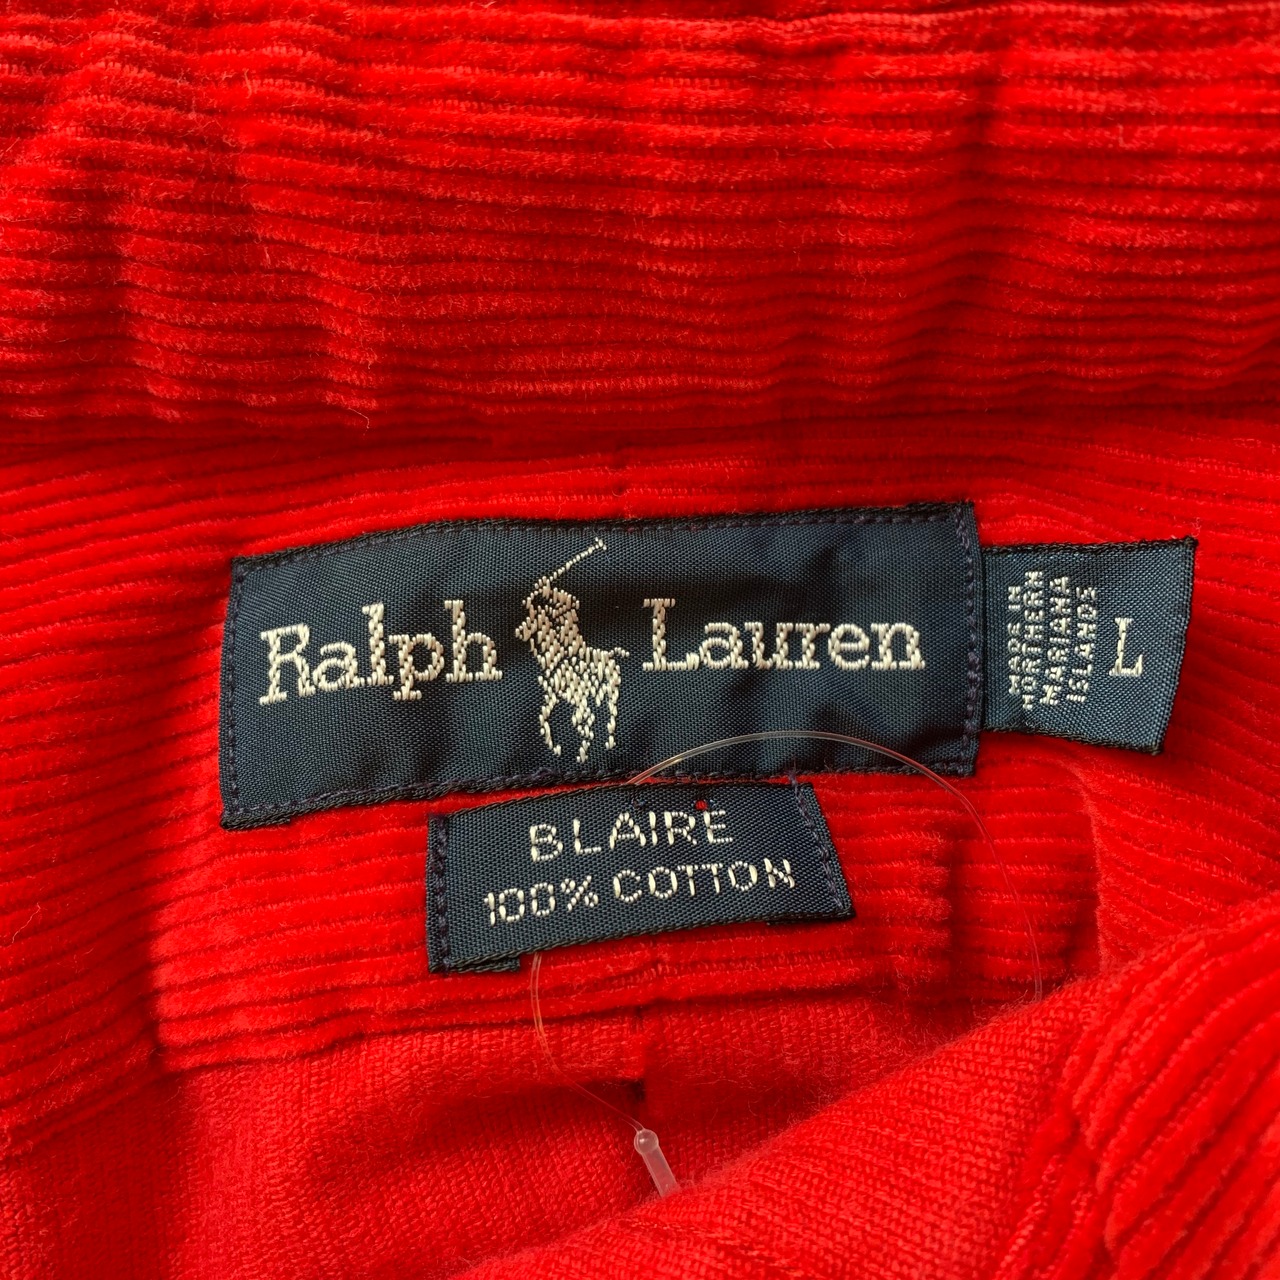 Ralph Lauren
MADE IN
NORTHERN
MARIANA
ISLANDS
L
BLAIRE
100% COTTON